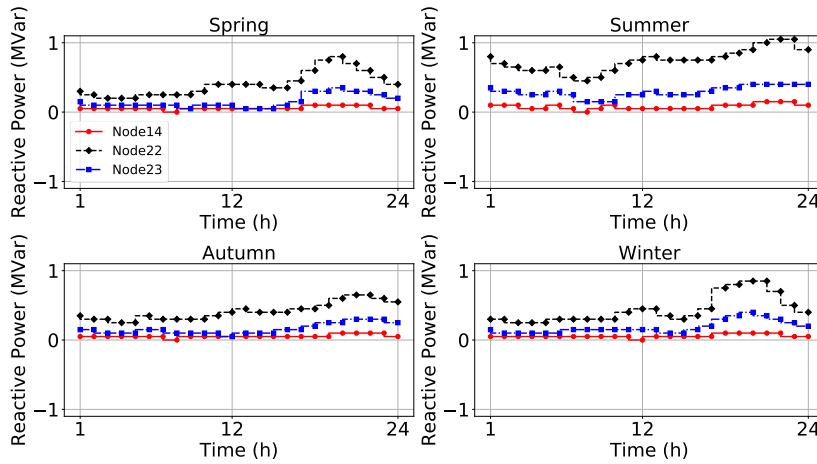 Spring
Reactive Power (MVar)
1
0
−1
Node14
Node22
Node23
1
12
24
Time (h)
Summer
Reactive Power (MVar)
1
0
−1
1
12
24
Time (h)
Autumn
Reactive Power (MVar)
1
0
−1
1
12
24
Time (h)
Winter
Reactive Power (MVar)
1
0
−1
1
12
24
Time (h)